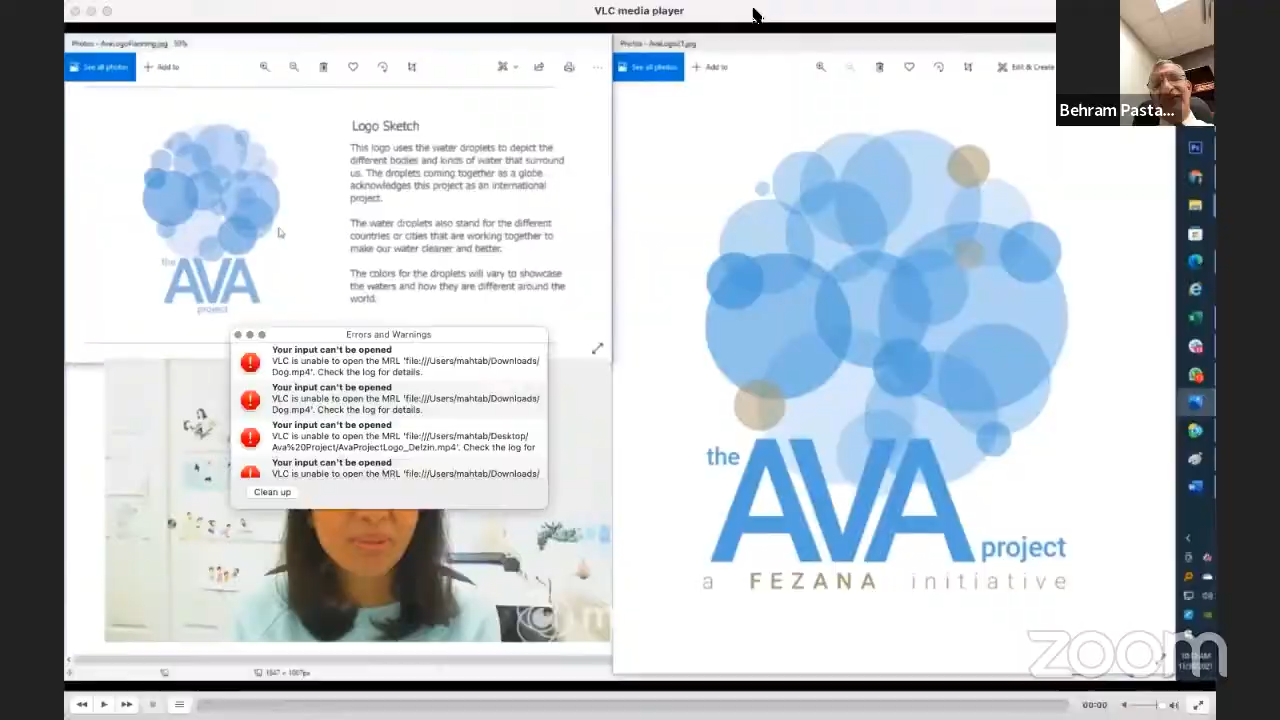 VLC media player
Photos - AvaLogoPlanning.jpg 59%
See all photos
Add to
Photos - AvaLogo21.jpg
See all photos
Add to
Edit & Create
Behram Pasta...
Logo Sketch
This logo uses the water droplets to depict the
different bodies and kinds of water that surround
us. The droplets coming together as a globe
acknowledges this project as an international
project.
The water droplets also stand for the different
countries or cities that are working together to
make our water cleaner and better.
The colors for the droplets will vary to showcase
the waters and how they are different around the
world.
the
AVA
project
Errors and Warnings
Your input can't be opened
VLC is unable to open the MRL 'file:///Users/mahtab/Downloads/
Dog.mp4'. Check the log for details.
Your input can't be opened
VLC is unable to open the MRL 'file:///Users/mahtab/Downloads/
Dog.mp4'. Check the log for details.
Your input can't be opened
VLC is unable to open the MRL 'file:///Users/mahtab/Desktop/
Ava%20Project/AvaProjectLogo_Delzin.mp4'. Check the log for
Your input can't be opened
VLC is unable to open the MRL 'file:///Users/mahtab/Downloads/
Clean up
the
AVA
project
a FEZANA initiative
zoom
00:00